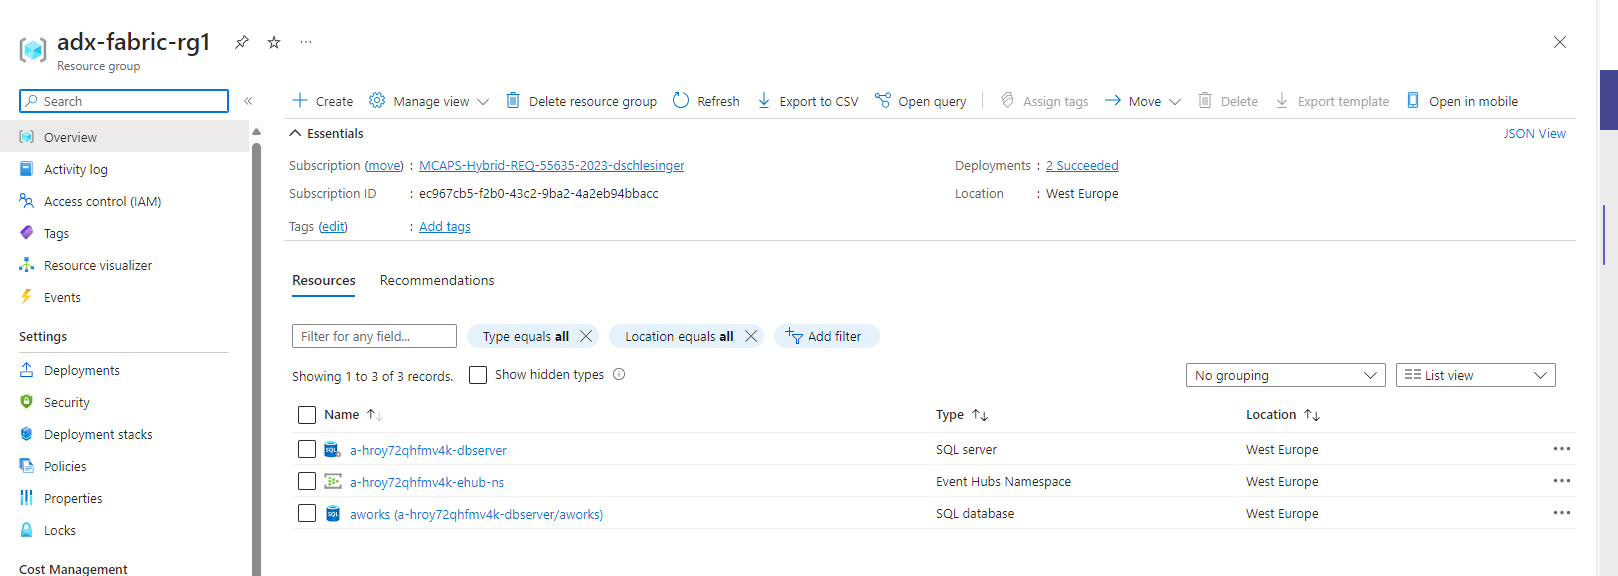 adx-fabric-rg1
Resource group
Search
Overview
Activity log
Access control (IAM)
Tags
Resource visualizer
Events
Settings
Deployments
Security
Deployment stacks
Policies
Properties
Locks
Cost Management
Create Manage view Delete resource group Refresh Export to CSV Open query Assign tags Move Delete Export template Open in mobile
Essentials JSON View
Subscription (move) : MCAPS-Hybrid-REQ-55635-2023-dschlesinger Deployments : 2 Succeeded
Subscription ID : ec967cb5-f2b0-43c2-9ba2-4a2eb94bbacc Location : West Europe
Tags (edit) : Add tags
Resources Recommendations
Filter for any field... Type equals all Location equals all Add filter
Showing 1 to 3 of 3 records. Show hidden types No grouping List view
Name Type Location
SQL a-hroy72qhfmv4k-dbserver SQL server West Europe
a-hroy72qhfmv4k-ehub-ns Event Hubs Namespace West Europe
SQL aworks (a-hroy72qhfmv4k-dbserver/aworks) SQL database West Europe